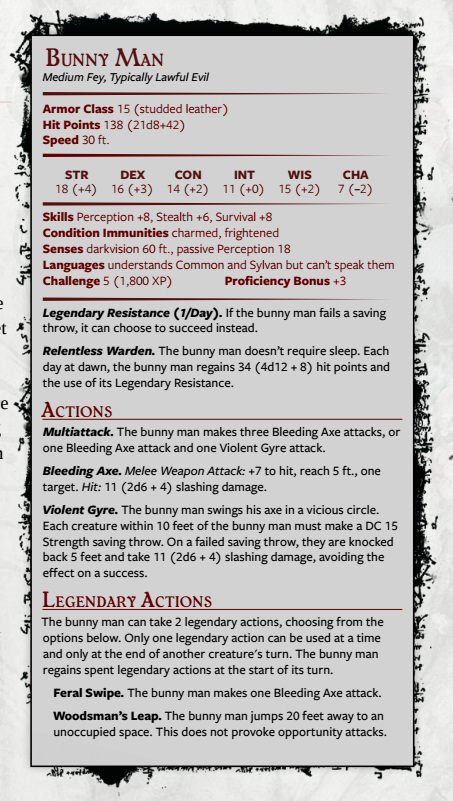 Bunny Man
Medium Fey, Typically Lawful Evil
Armor Class 15 (studded leather)
Hit Points 138 (21d8+42)
Speed 30 ft.
STR DEX CON INT WIS CHA
18 (+4) 16 (+3) 14 (+2) 11 (+0) 15 (+2) 7 (−2)
Skills Perception +8, Stealth +6, Survival +8
Condition Immunities charmed, frightened
Senses darkvision 60 ft., passive Perception 18
Languages understands Common and Sylvan but can't speak them
Challenge 5 (1,800 XP) Proficiency Bonus +3
Legendary Resistance (1/Day). If the bunny man fails a saving
throw, it can choose to succeed instead.
Relentless Warden. The bunny man doesn't require sleep. Each
day at dawn, the bunny man regains 34 (4d12 + 8) hit points and
the use of its Legendary Resistance.
Actions
Multiattack. The bunny man makes three Bleeding Axe attacks, or
one Bleeding Axe attack and one Violent Gyre attack.
Bleeding Axe. Melee Weapon Attack: +7 to hit, reach 5 ft., one
target. Hit: 11 (2d6 + 4) slashing damage.
Violent Gyre. The bunny man swings his axe in a vicious circle.
Each creature within 10 feet of the bunny man must make a DC 15
Strength saving throw. On a failed saving throw, they are knocked
back 5 feet and take 11 (2d6 + 4) slashing damage, avoiding the
effect on a success.
Legendary Actions
The bunny man can take 2 legendary actions, choosing from the
options below. Only one legendary action can be used at a time
and only at the end of another creature's turn. The bunny man
regains spent legendary actions at the start of its turn.
Feral Swipe. The bunny man makes one Bleeding Axe attack.
Woodsman's Leap. The bunny man jumps 20 feet away to an
unoccupied space. This does not provoke opportunity attacks.